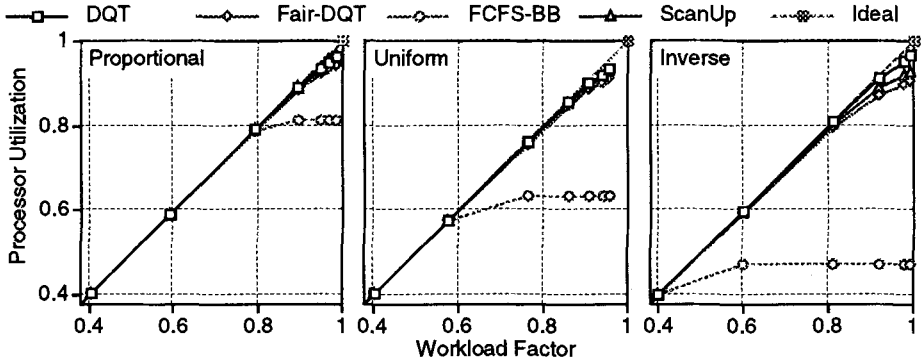 DQT Fair-DQT FCFS-BB ScanUp Ideal
Proportional Uniform Inverse
Processor Utilization
1
0.8
0.6
0.4
0.4 0.6 0.8 1 0.4 0.6 0.8 1 0.4 0.6 0.8 1
Workload Factor